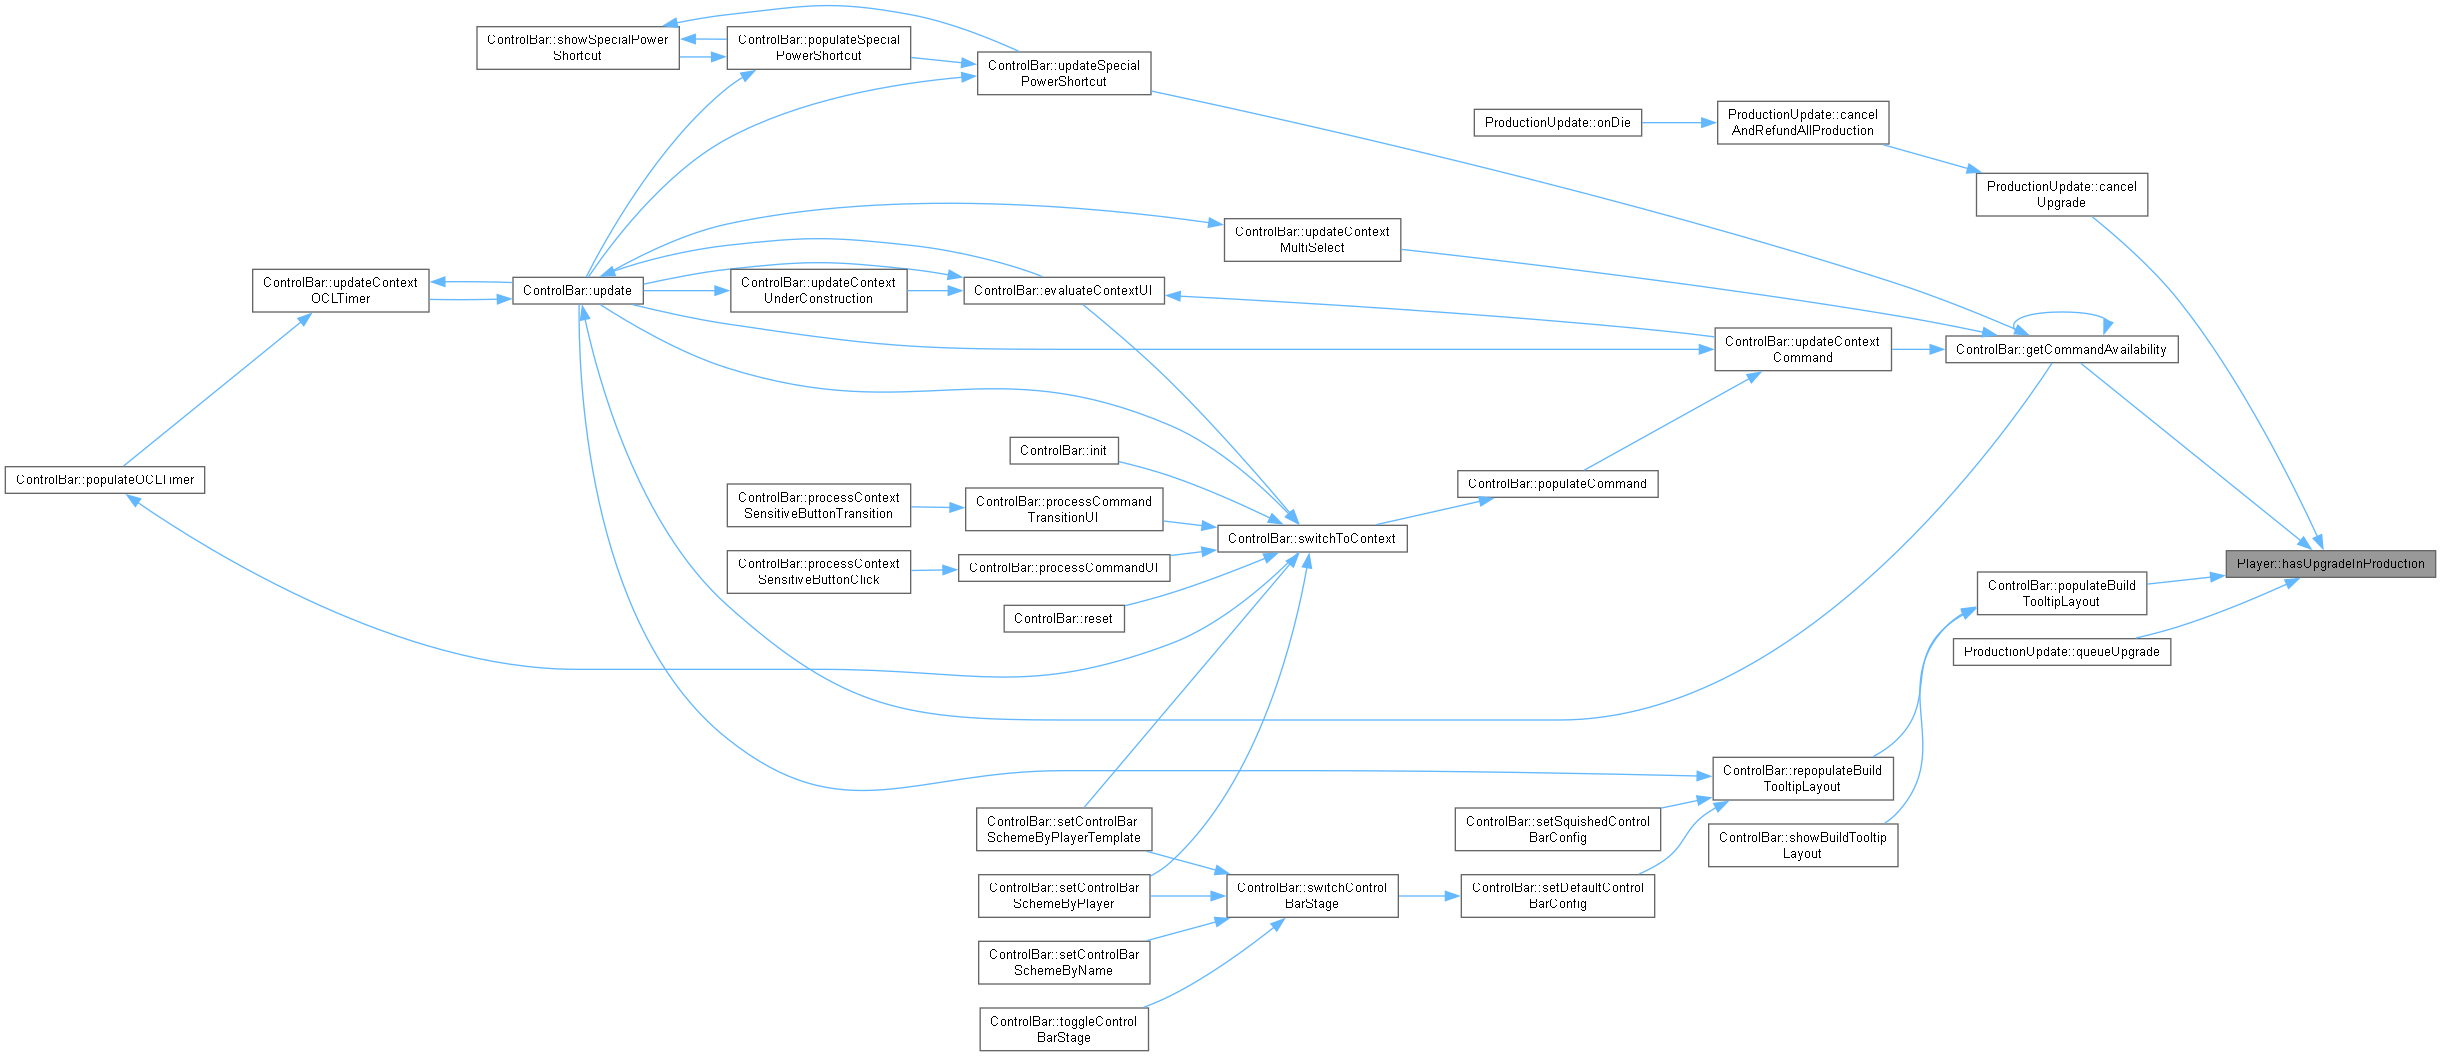 ControlBar::showSpecialPower
Shortcut
ControlBar::populateSpecial
PowerShortcut
ControlBar::updateSpecial
PowerShortcut
ProductionUpdate::onDie
ProductionUpdate::cancel
AndRefundAllProduction
ProductionUpdate::cancel
Upgrade
ControlBar::updateContext
MultiSelect
ControlBar::updateContext
OCLTimer
ControlBar::update
ControlBar::updateContext
UnderConstruction
ControlBar::evaluateContextUI
ControlBar::updateContext
Command
ControlBar::getCommandAvailability
ControlBar::init
ControlBar::populateOCLTimer
ControlBar::processContext
SensitiveButtonTransition
ControlBar::processCommand
TransitionUI
ControlBar::populateCommand
ControlBar::switchToContext
ControlBar::processContext
SensitiveButtonClick
ControlBar::processCommandUI
Player::hasUpgradeInProduction
ControlBar::reset
ControlBar::populateBuild
TooltipLayout
ProductionUpdate::queueUpgrade
ControlBar::repopulateBuild
TooltipLayout
ControlBar::setControlBar
SchemeByPlayerTemplate
ControlBar::setSquishedControl
BarConfig
ControlBar::showBuildTooltip
Layout
ControlBar::setControlBar
SchemeByPlayer
ControlBar::switchControl
BarStage
ControlBar::setDefaultControl
BarConfig
ControlBar::setControlBar
SchemeByName
ControlBar::toggleControl
BarStage